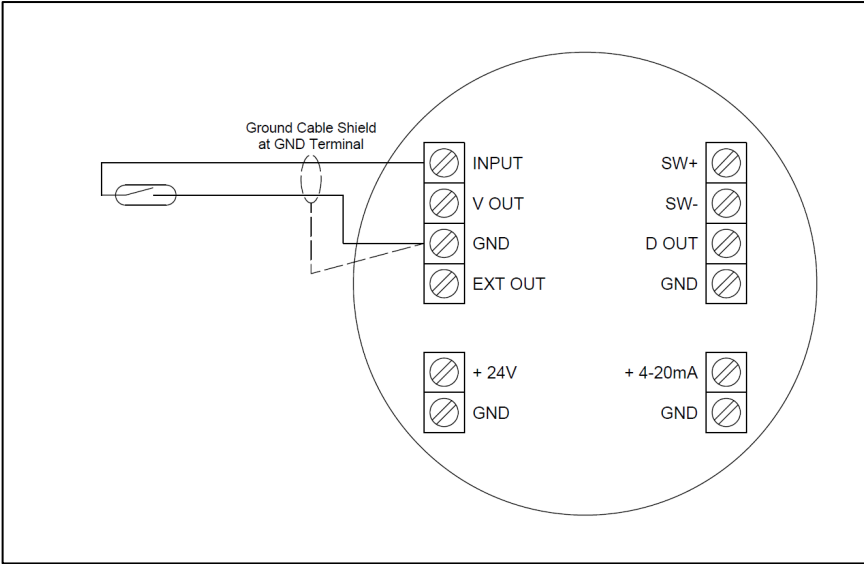 Ground Cable Shield
at GND Terminal
INPUT
V OUT
GND
EXT OUT
SW+
SW-
D OUT
GND
+ 24V
GND
+ 4-20mA
GND